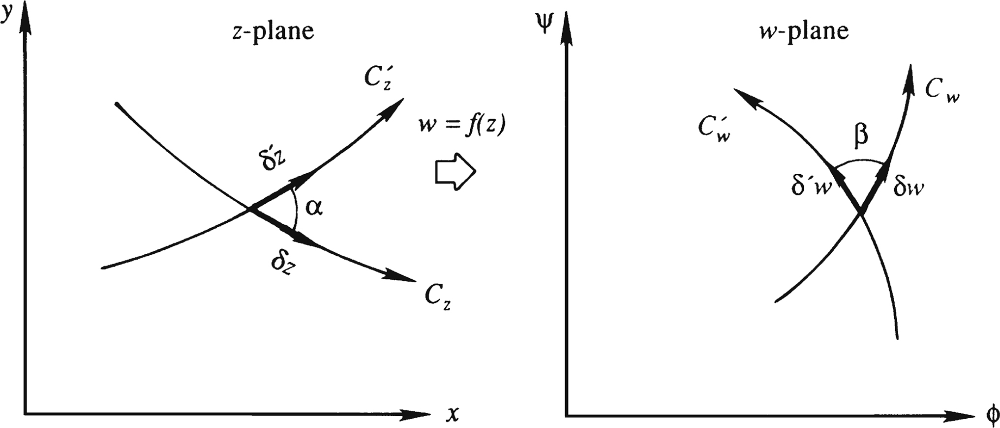 y
z-plane
C′z
δ′z
α
δz
Cz
x
w = f(z)
ψ
w-plane
Cw
C′w
β
δ′w
δw
ϕ